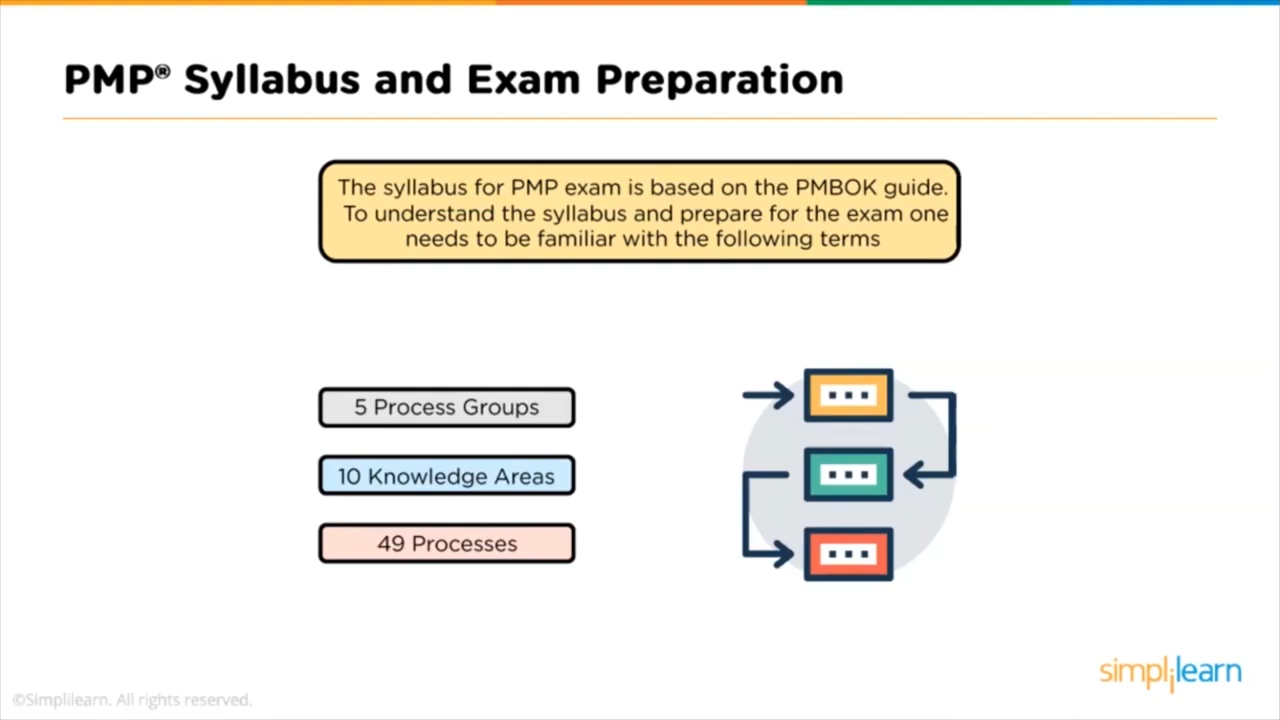 PMP® Syllabus and Exam Preparation
The syllabus for PMP exam is based on the PMBOK guide.
To understand the syllabus and prepare for the exam one
needs to be familiar with the following terms
5 Process Groups
10 Knowledge Areas
49 Processes
simplilearn
©Simplilearn. All rights reserved.